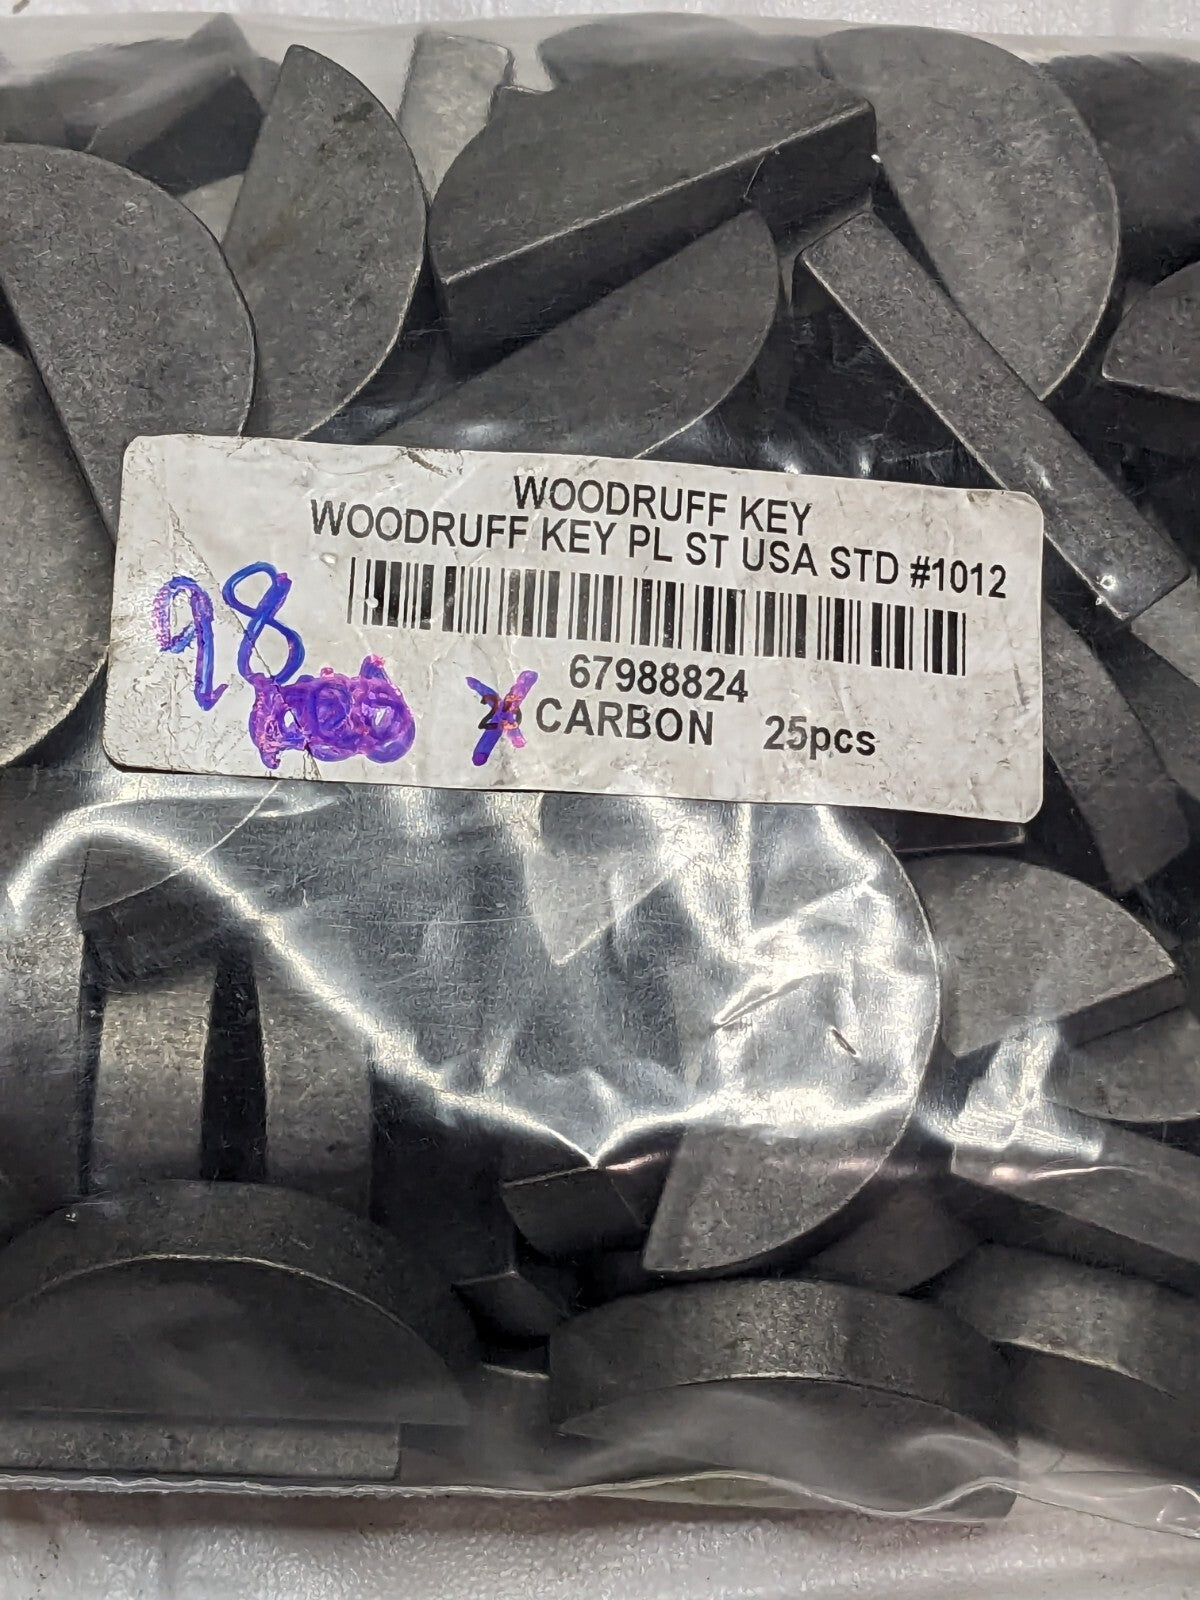 WOODRUFF KEY
WOODRUFF KEY PL ST USA STD #1012
98
67988824
CARBON 25pcs